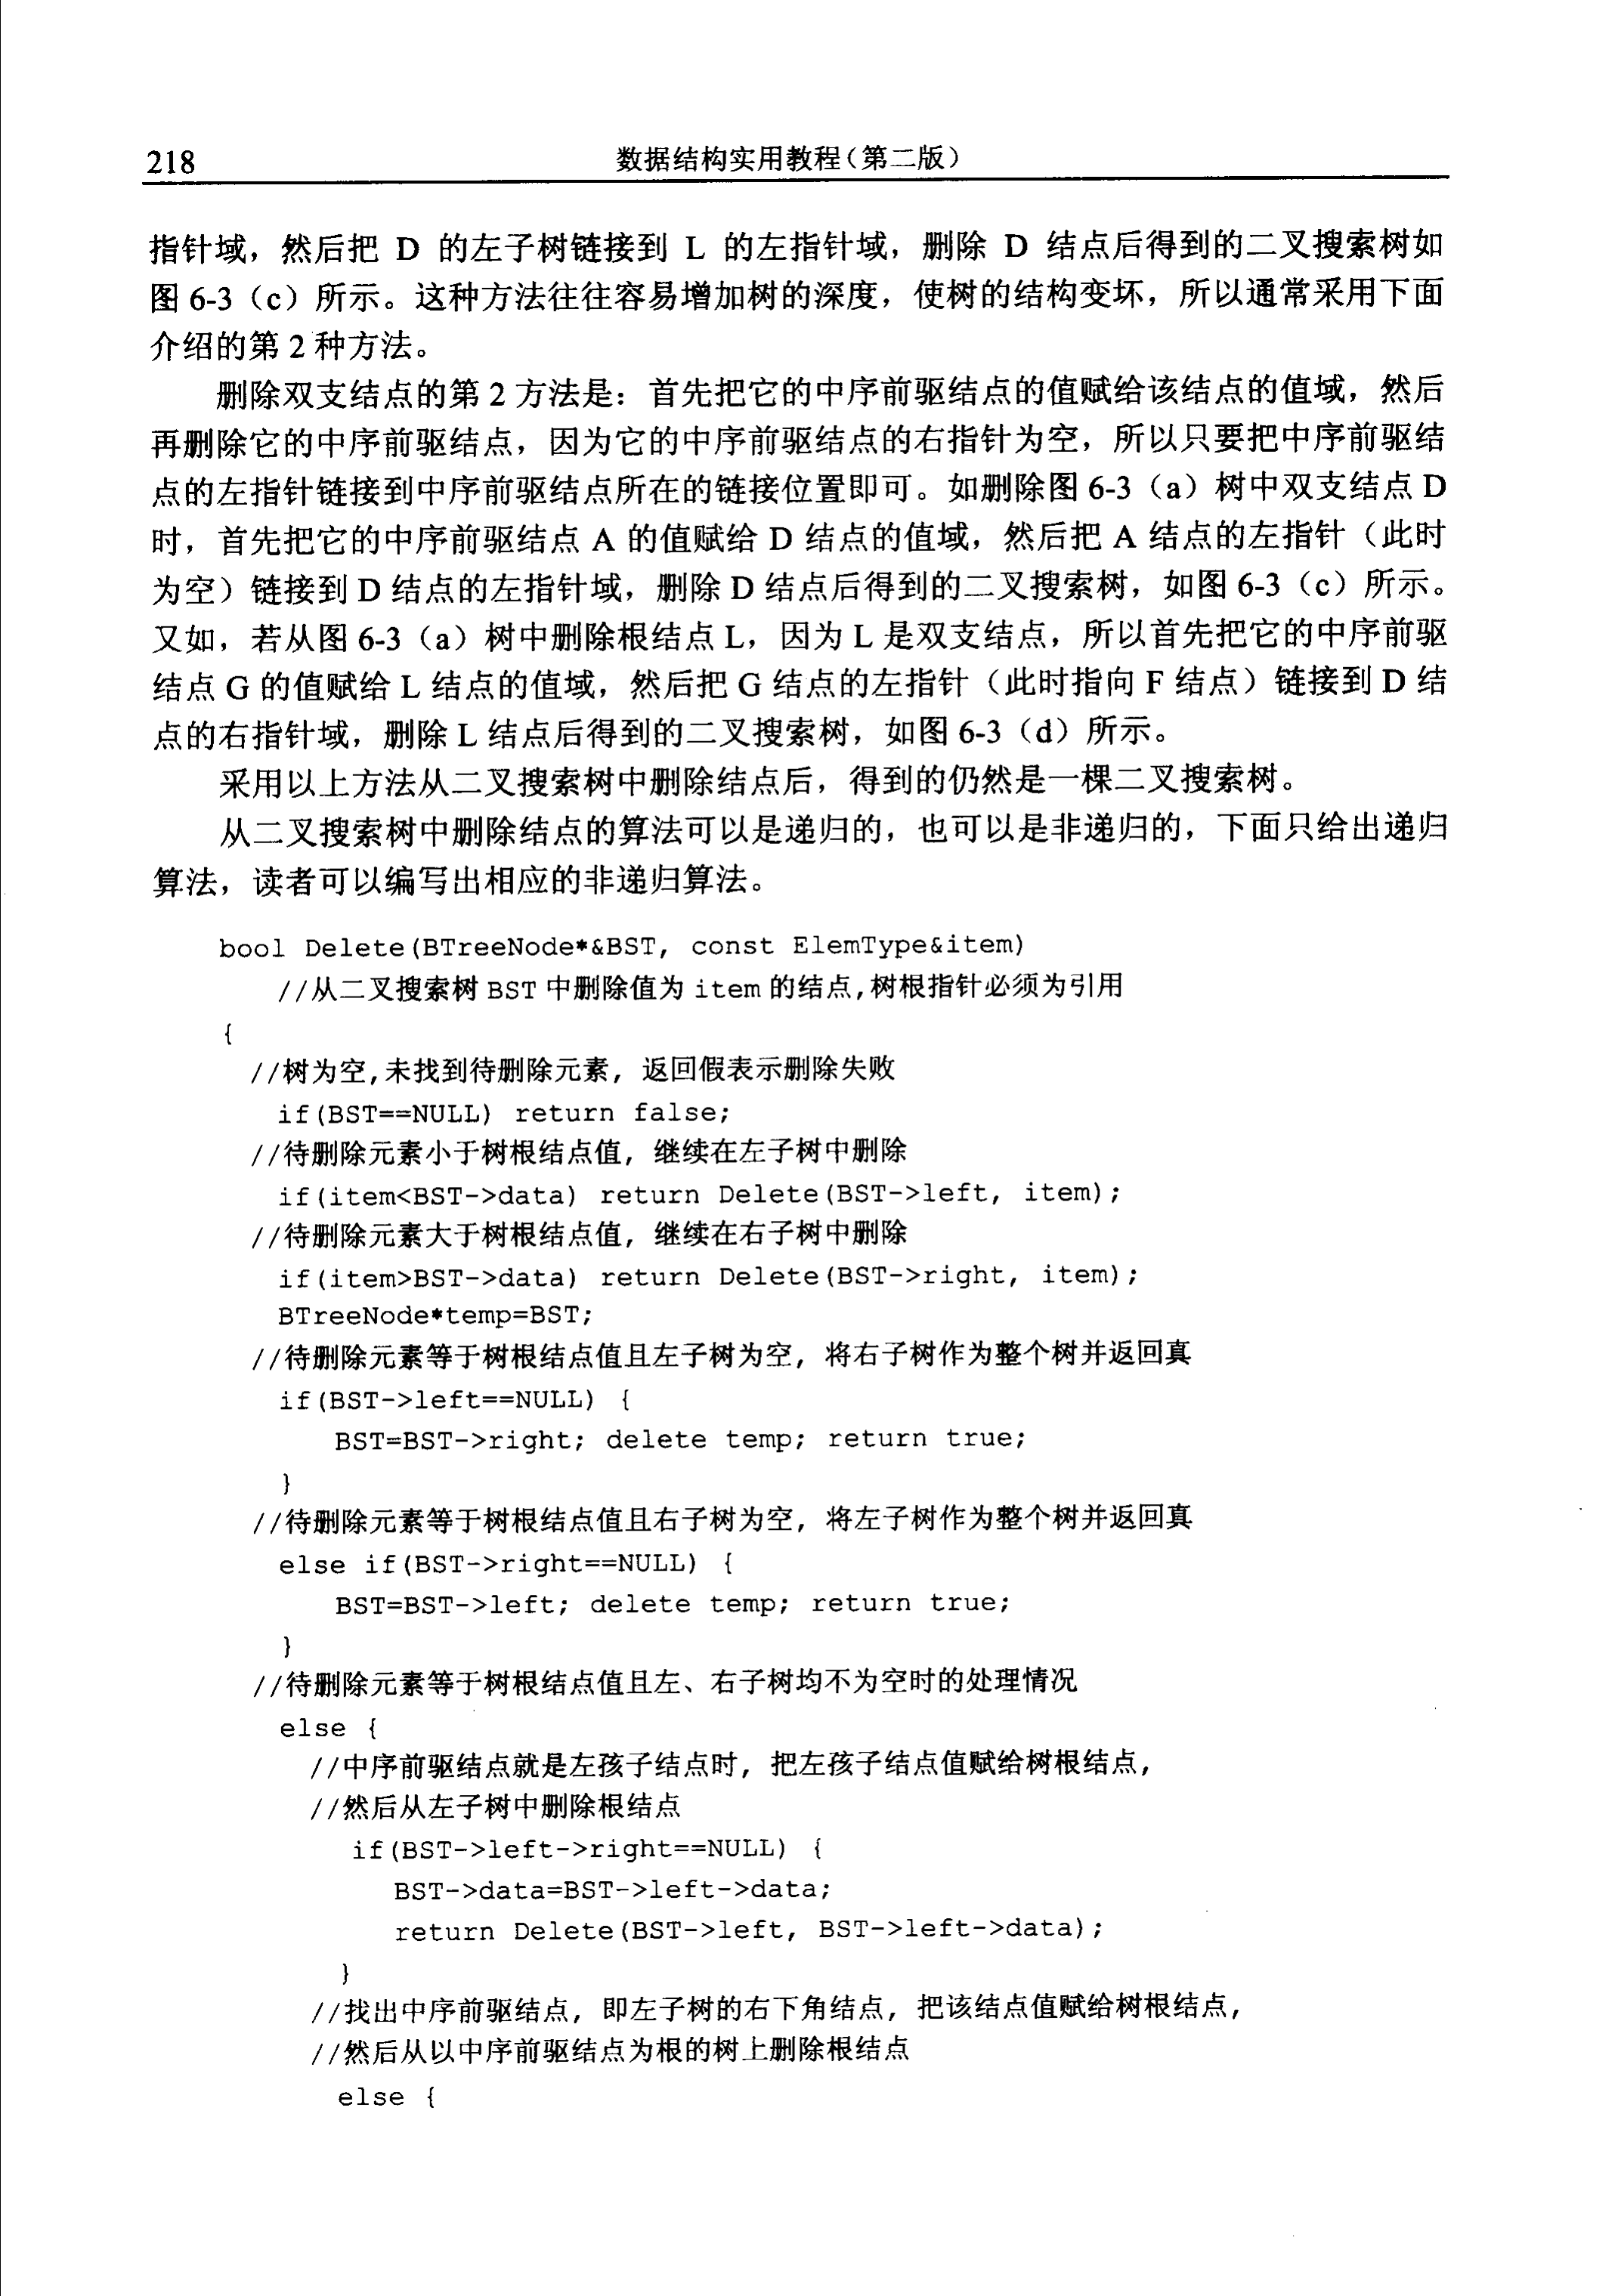 218
数据结构实用教程(第二版)
指针域，然后把 D 的左子树链接到 L 的左指针域，删除 D 结点后得到的二叉搜索树如
图 6-3（c）所示。这种方法往往容易增加树的深度，使树的结构变坏，所以通常采用下面
介绍的第 2 种方法。
删除双支结点的第 2 方法是：首先把它的中序前驱结点的值赋给该结点的值域，然后
再删除它的中序前驱结点，因为它的中序前驱结点的右指针为空，所以只要把中序前驱结
点的左指针链接到中序前驱结点所在的链接位置即可。如删除图 6-3（a）树中双支结点 D
时，首先把它的中序前驱结点 A 的值赋给 D 结点的值域，然后把 A 结点的左指针（此时
为空）链接到 D 结点的左指针域，删除 D 结点后得到的二叉搜索树，如图 6-3（c）所示。
又如，若从图 6-3（a）树中删除根结点 L，因为 L 是双支结点，所以首先把它的中序前驱
结点 G 的值赋给 L 结点的值域，然后把 G 结点的左指针（此时指向 F 结点）链接到 D 结
点的右指针域，删除 L 结点后得到的二叉搜索树，如图 6-3（d）所示。
采用以上方法从二叉搜索树中删除结点后，得到的仍然是一棵二叉搜索树。
从二叉搜索树中删除结点的算法可以是递归的，也可以是非递归的，下面只给出递归
算法，读者可以编写出相应的非递归算法。
bool Delete(BTreeNode*&BST, const ElemType&item)
//从二叉搜索树 BST 中删除值为 item 的结点,树根指针必须为引用
{
//树为空,未找到待删除元素，返回假表示删除失败
if(BST==NULL) return false;
//待删除元素小于树根结点值，继续在左子树中删除
if(item<BST->data) return Delete(BST->left, item);
//待删除元素大于树根结点值，继续在右子树中删除
if(item>BST->data) return Delete(BST->right, item);
BTreeNode*temp=BST;
//待删除元素等于树根结点值且左子树为空，将右子树作为整个树并返回真
if(BST->left==NULL) {
BST=BST->right; delete temp; return true;
}
//待删除元素等于树根结点值且右子树为空，将左子树作为整个树并返回真
else if(BST->right==NULL) {
BST=BST->left; delete temp; return true;
}
//待删除元素等于树根结点值且左、右子树均不为空时的处理情况
else {
//中序前驱结点就是左孩子结点时，把左孩子结点值赋给树根结点，
//然后从左子树中删除根结点
if(BST->left->right==NULL) {
BST->data=BST->left->data;
return Delete(BST->left, BST->left->data);
}
//找出中序前驱结点，即左子树的右下角结点，把该结点值赋给树根结点，
//然后从以中序前驱结点为根的树上删除根结点
else {